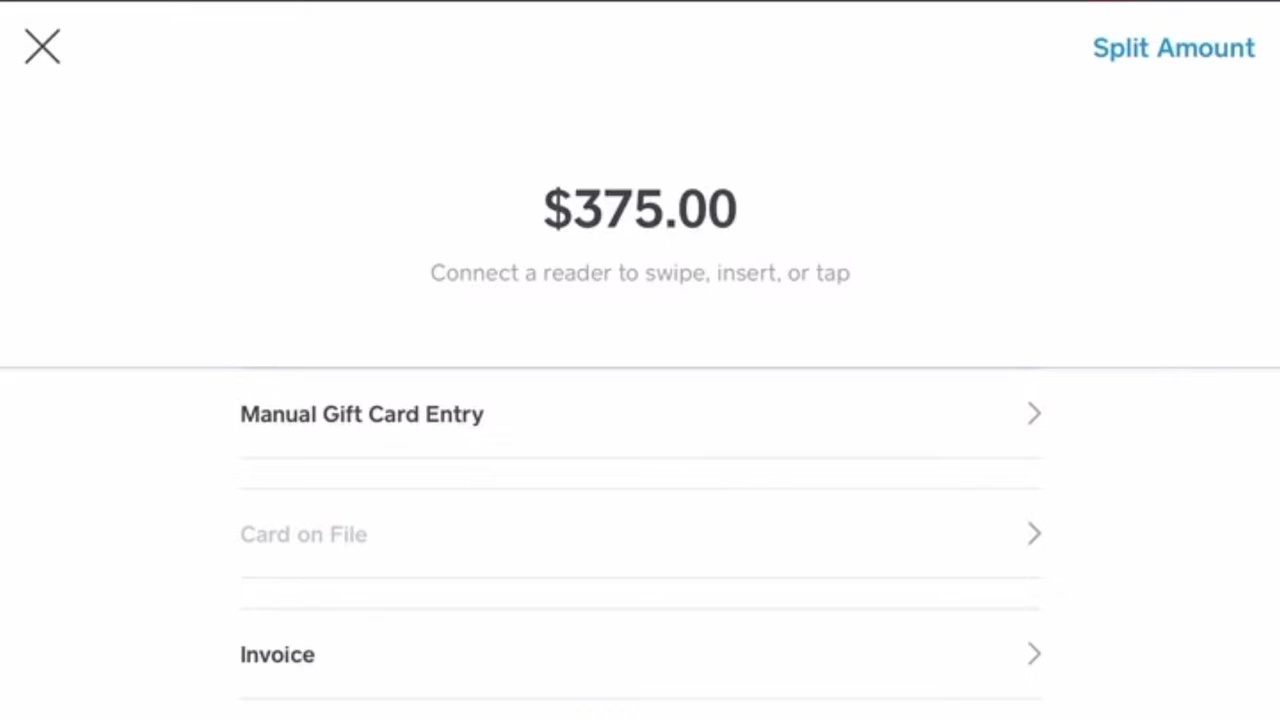 Split Amount
$375.00
Connect a reader to swipe, insert, or tap
Manual Gift Card Entry
Card on File
Invoice